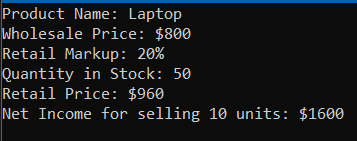 Product Name: Laptop
Wholesale Price: $800
Retail Markup: 20%
Quantity in Stock: 50
Retail Price: $960
Net Income for selling 10 units: $1600